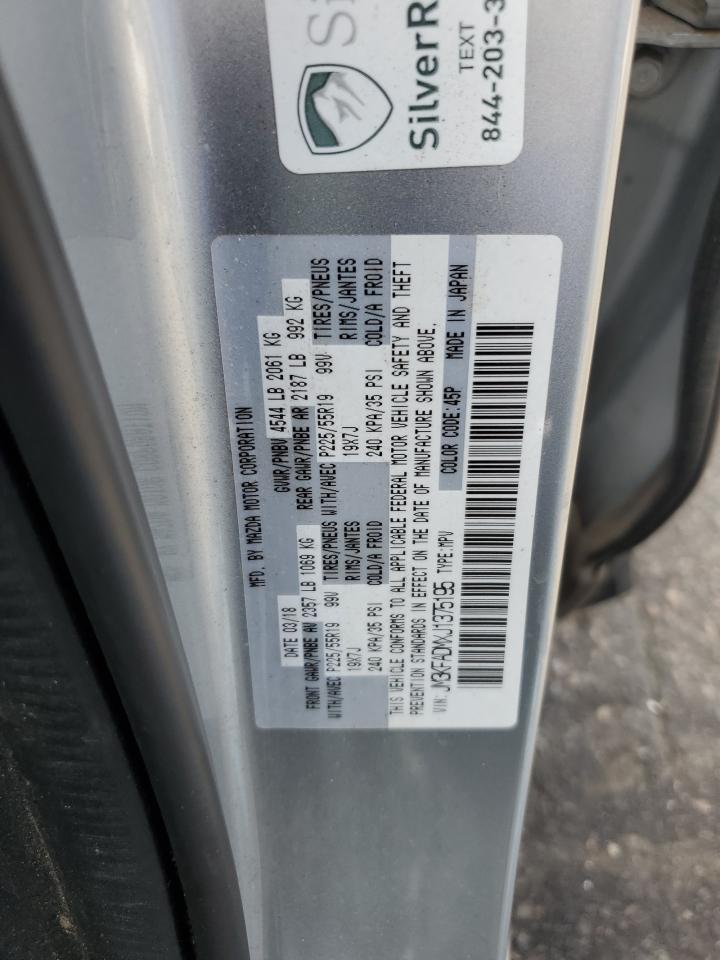 Si
SilverR
TEXT
844-203-3
MFD. BY MAZDA MOTOR CORPORATION
DATE 03/18 GVWR/PNBV 4544 LB 2061 KG
FRONT GAWR/PNBE AV 2357 LB 1069 KG REAR GAWR/PNBE AR 2187 LB 992 KG
WITH/AVEC P225/55R19 99V TIRES/PNEUS WITH/AVEC P225/55R19 99V TIRES/PNEUS
19X7J RIMS/JANTES 19X7J RIMS/JANTES
240 KPA/35 PSI COLD/A FROID 240 KPA/35 PSI COLD/A FROID
THIS VEHICLE CONFORMS TO ALL APPLICABLE FEDERAL MOTOR VEHICLE SAFETY AND THEFT
PREVENTION STANDARDS IN EFFECT ON THE DATE OF MANUFACTURE SHOWN ABOVE.
VIN: JM3KFADMXJ1375195 TYPE:MPV COLOR CODE:45P MADE IN JAPAN